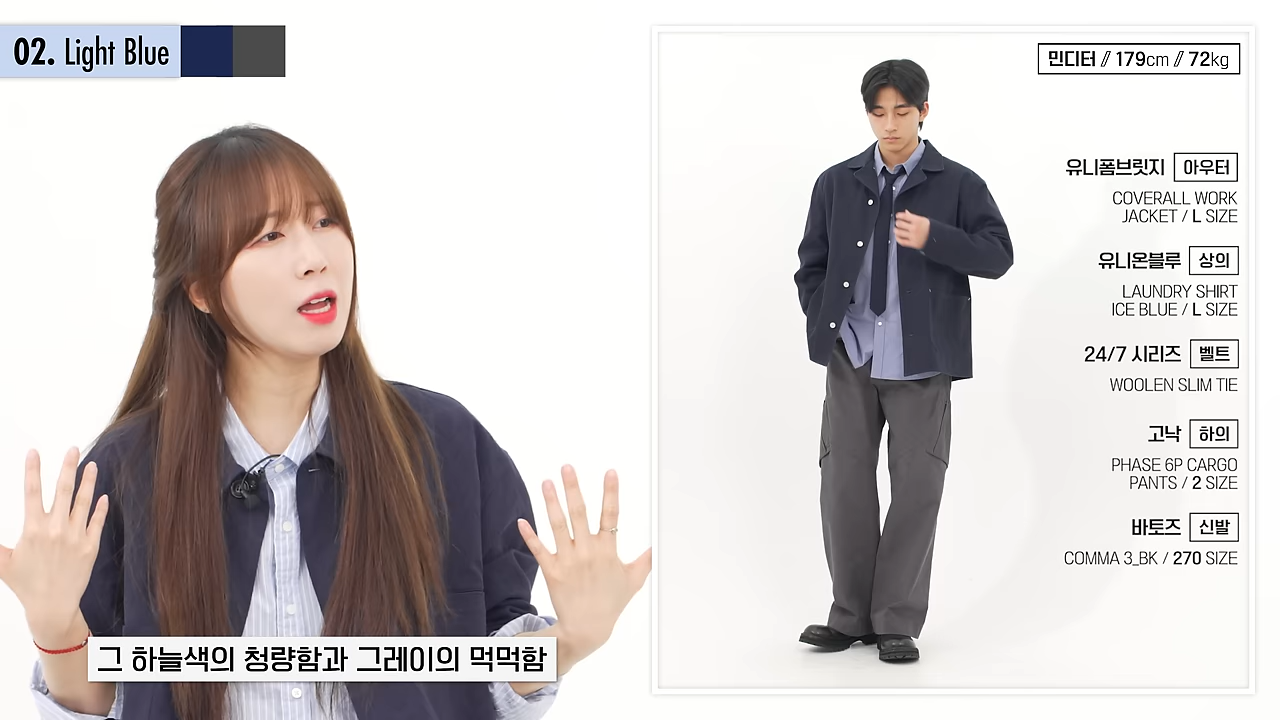 02. Light Blue
민디터 // 179cm // 72kg
유니폼브릿지 아우터
COVERALL WORK
JACKET / L SIZE
유니온블루 상의
LAUNDRY SHIRT
ICE BLUE / L SIZE
24/7 시리즈 벨트
WOOLEN SLIM TIE
고낙 하의
PHASE 6P CARGO
PANTS / 2 SIZE
바토즈 신발
COMMA 3_BK / 270 SIZE
그 하늘색의 청량함과 그레이의 먹먹함